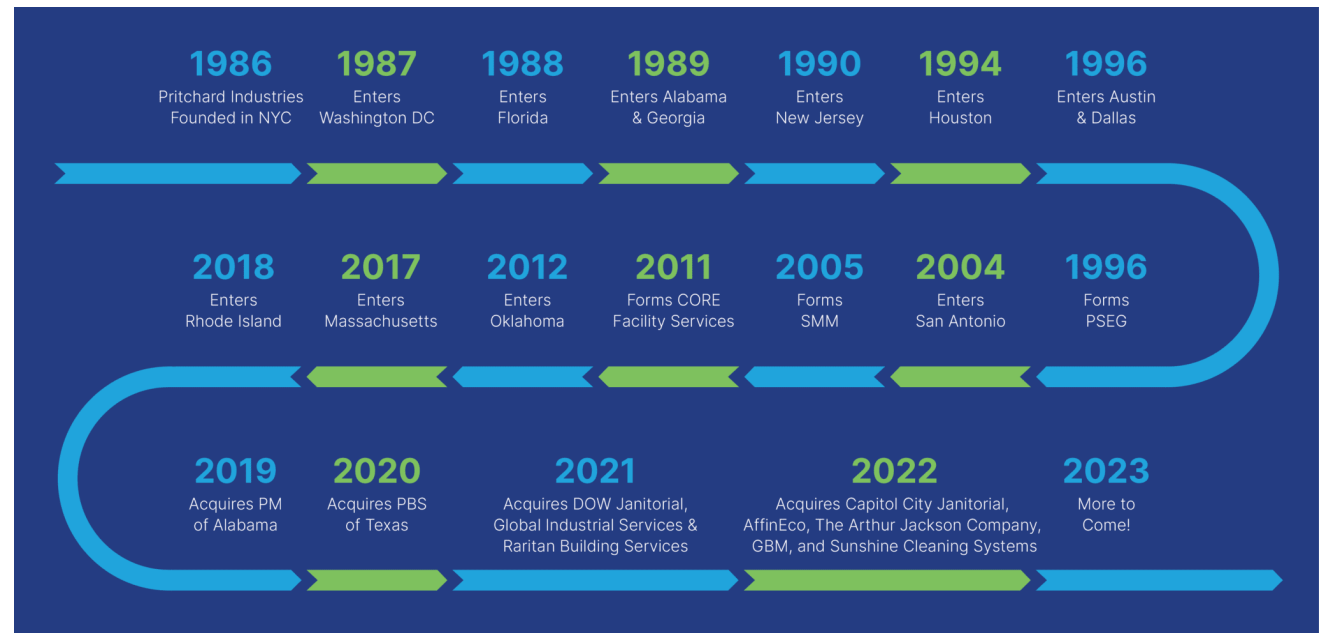 1986
Pritchard Industries
Founded in NYC
1987
Enters
Washington DC
1988
Enters
Florida
1989
Enters Alabama
& Georgia
1990
Enters
New Jersey
1994
Enters
Houston
1996
Enters Austin
& Dallas
1996
Forms
PSEG
2004
Enters
San Antonio
2005
Forms
SMM
2011
Forms CORE
Facility Services
2012
Enters
Oklahoma
2017
Enters
Massachusetts
2018
Enters
Rhode Island
2019
Acquires PM
of Alabama
2020
Acquires PBS
of Texas
2021
Acquires DOW Janitorial,
Global Industrial Services &
Raritan Building Services
2022
Acquires Capitol City Janitorial,
AffinEco, The Arthur Jackson Company,
GBM, and Sunshine Cleaning Systems
2023
More to
Come!